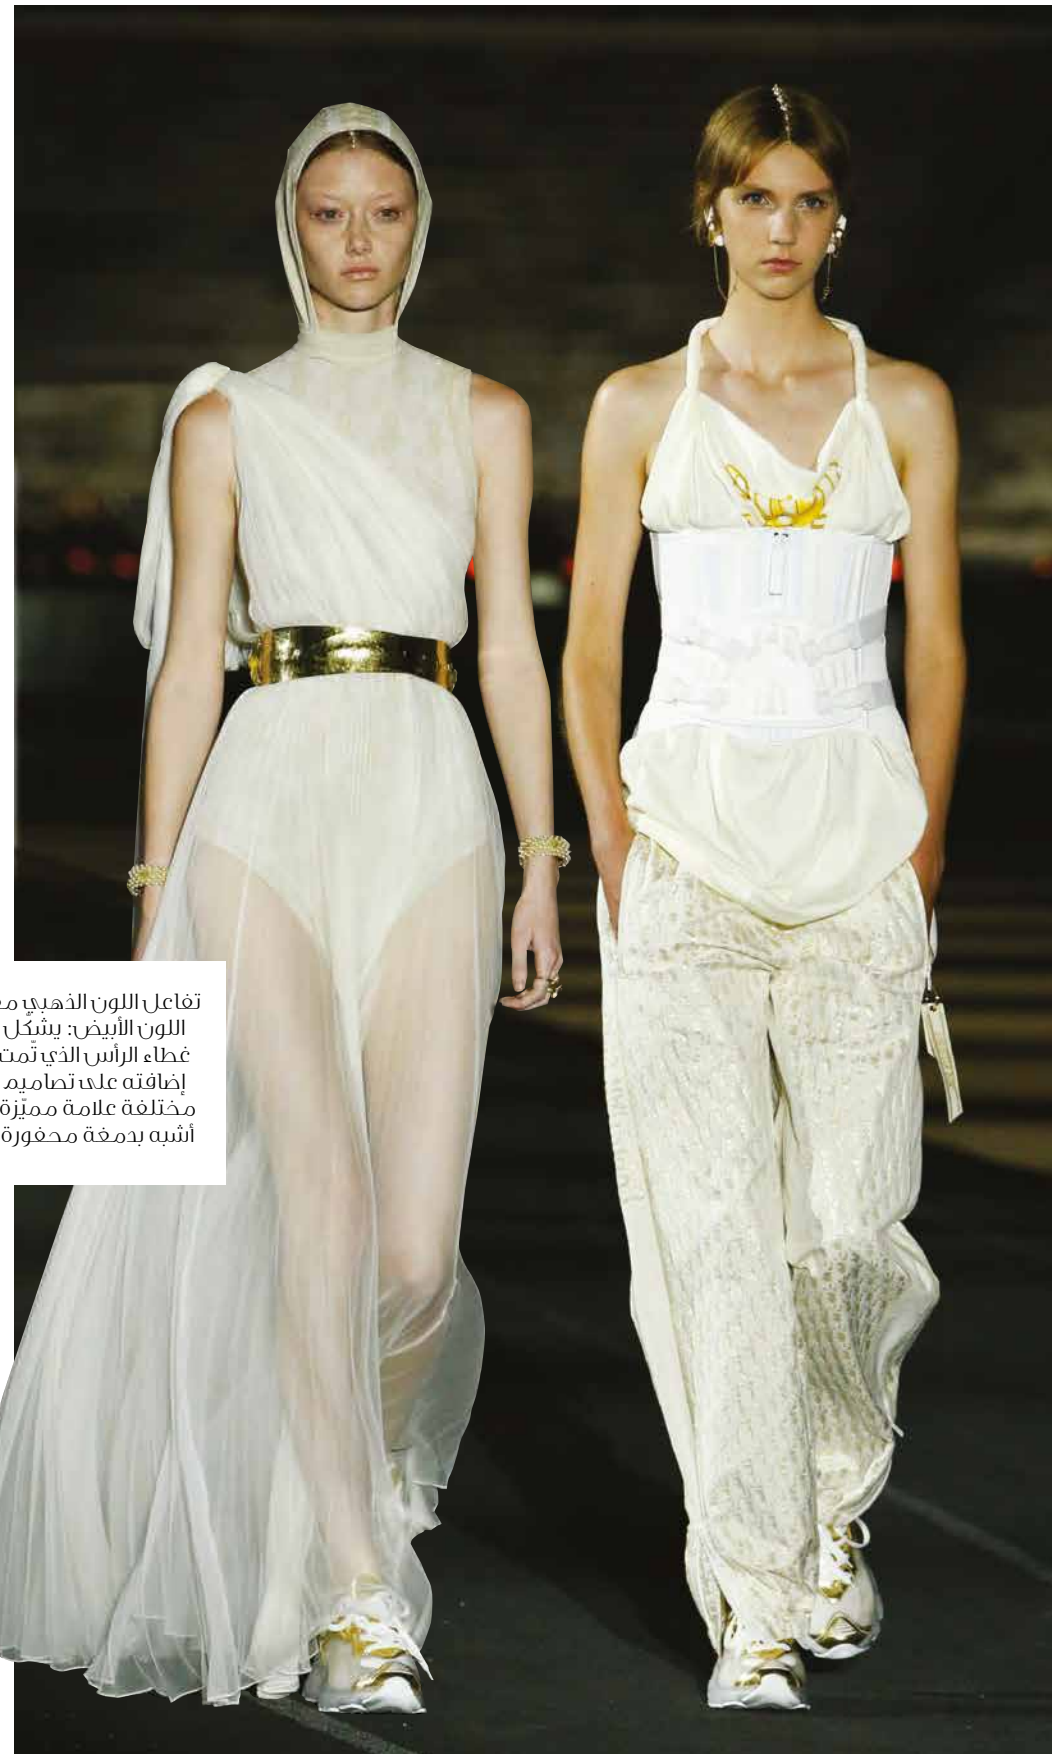 تفاعل اللون الذهبي مع
اللون الأبيض: يشكّل
غطاء الرأس الذي تّمت
إضافته على تصاميم
مختلفة علامة مميّزة
أشبه بدمغة محفورة